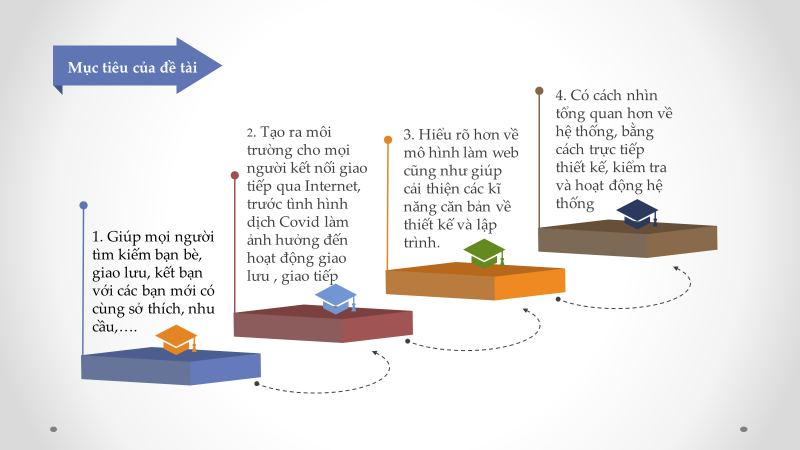 Mục tiêu của đề tài
1. Giúp mọi người
tìm kiếm bạn bè,
giao lưu, kết bạn
với các bạn mới có
cùng sở thích, nhu
cầu,….
2. Tạo ra môi
trường cho mọi
người kết nối giao
tiếp qua Internet,
trước tình hình
dịch Covid làm
ảnh hưởng đến
hoạt động giao
lưu , giao tiếp
3. Hiểu rõ hơn về
mô hình làm web
cũng như giúp
cải thiện các kĩ
năng căn bản về
thiết kế và lập
trình.
4. Có cách nhìn
tổng quan hơn về
hệ thống, bằng
cách trực tiếp
thiết kế, kiểm tra
và hoạt động hệ
thống